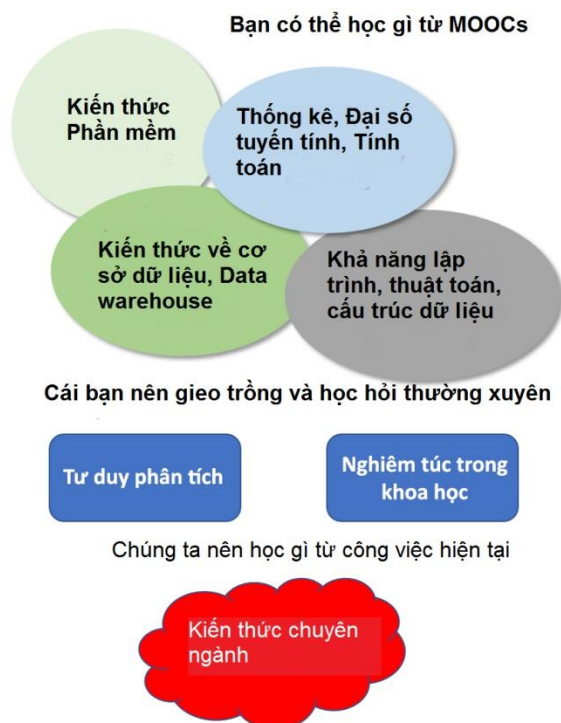 Bạn có thể học gì từ MOOCs
Kiến thức
Phần mềm
Thống kê, Đại số
tuyến tính, Tính
toán
Kiến thức về cơ
sở dữ liệu, Data
warehouse
Khả năng lập
trình, thuật toán,
cấu trúc dữ liệu
Cái bạn nên gieo trồng và học hỏi thường xuyên
Tư duy phân tích
Nghiêm túc trong
khoa học
Chúng ta nên học gì từ công việc hiện tại
Kiến thức chuyên
ngành